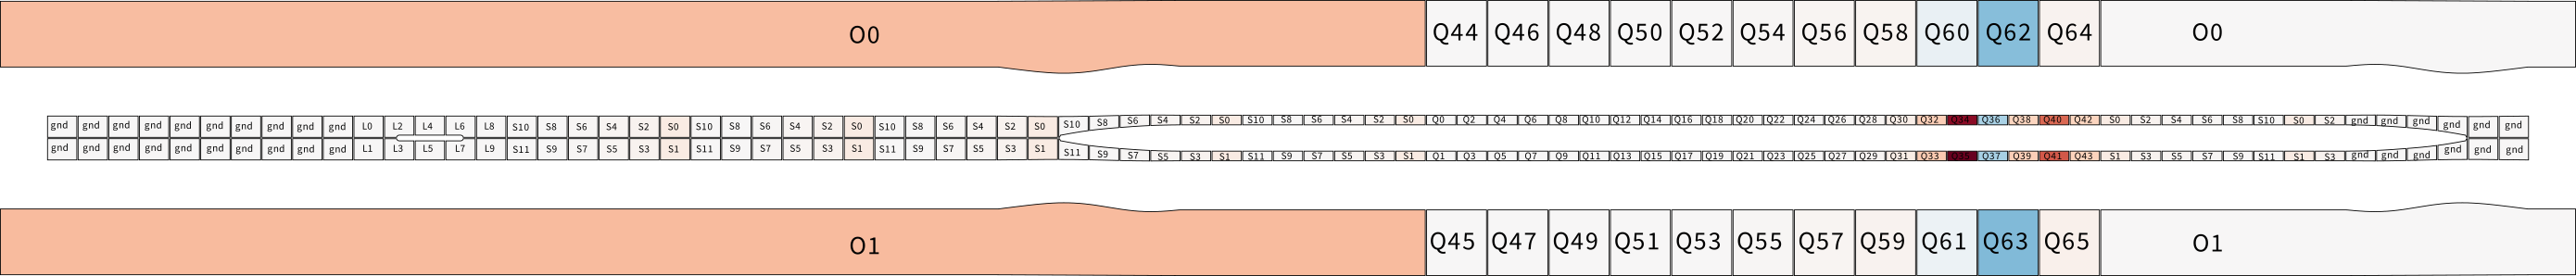 O0 Q44 Q46 Q48 Q50 Q52 Q54 Q56 Q58 Q60 Q62 Q64 O0
gnd gnd gnd gnd gnd gnd gnd gnd gnd gnd L0 L2 L4 L6 L8 S10 S8 S6 S4 S2 S0 S10 S8 S6 S4 S2 S0 S10 S8 S6 S4 S2 S0 S10 S8 S6 S4 S2 S0 S10 S8 S6 S4 S2 S0 Q0 Q2 Q4 Q6 Q8 Q10 Q12 Q14 Q16 Q18 Q20 Q22 Q24 Q26 Q28 Q30 Q32 Q34 Q36 Q38 Q40 Q42 S0 S2 S4 S6 S8 S10 S0 S2 gnd gnd gnd gnd gnd gnd
gnd gnd gnd gnd gnd gnd gnd gnd gnd gnd L1 L3 L5 L7 L9 S11 S9 S7 S5 S3 S1 S11 S9 S7 S5 S3 S1 S11 S9 S7 S5 S3 S1 S11 S9 S7 S5 S3 S1 S11 S9 S7 S5 S3 S1 Q1 Q3 Q5 Q7 Q9 Q11 Q13 Q15 Q17 Q19 Q21 Q23 Q25 Q27 Q29 Q31 Q33 Q35 Q37 Q39 Q41 Q43 S1 S3 S5 S7 S9 S11 S1 S3 gnd gnd gnd gnd gnd gnd
O1 Q45 Q47 Q49 Q51 Q53 Q55 Q57 Q59 Q61 Q63 Q65 O1